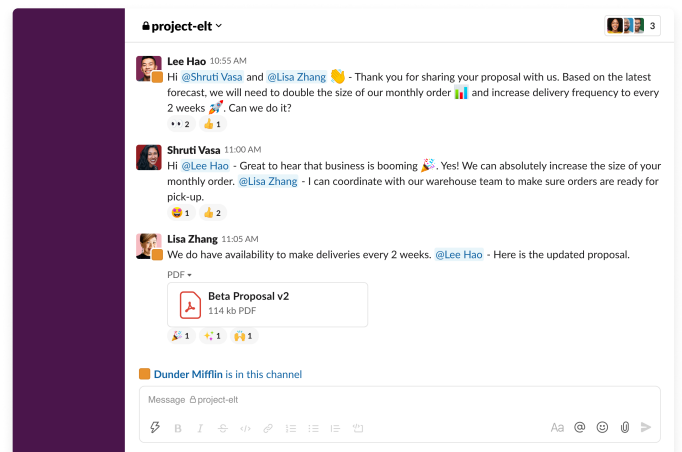 project-elt
3
Lee Hao 10:55 AM
Hi @Shruti Vasa and @Lisa Zhang 👋 - Thank you for sharing your proposal with us. Based on the latest
forecast, we will need to double the size of our monthly order 📊 and increase delivery frequency to every
2 weeks 🚀. Can we do it?
👀 2 👍 1
Shruti Vasa 11:00 AM
Hi @Lee Hao - Great to hear that business is booming 🎉. Yes! We can absolutely increase the size of your
monthly order. @Lisa Zhang - I can coordinate with our warehouse team to make sure orders are ready for
pick-up.
🤩 1 👍 2
Lisa Zhang 11:05 AM
We do have availability to make deliveries every 2 weeks. @Lee Hao - Here is the updated proposal.
PDF
Beta Proposal v2
114 kb PDF
🎉 1 ✨ 1 🙌 1
Dunder Mifflin is in this channel
Message project-elt
B I S </> Aa @